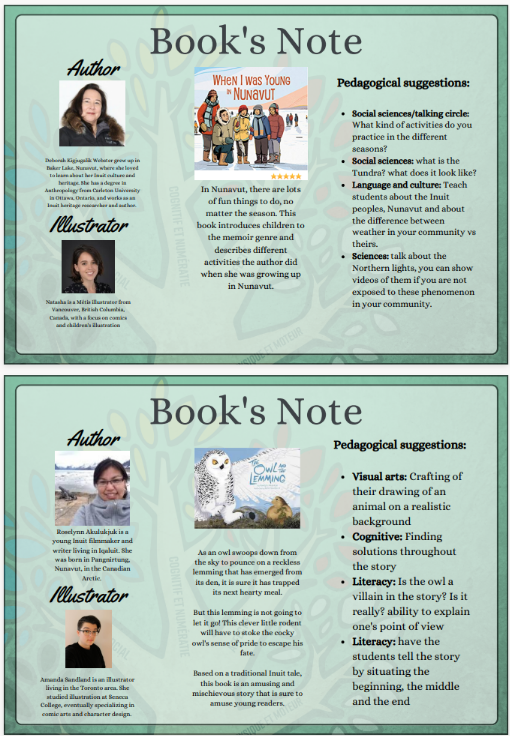 Book's Note
Author
Deborah Kigjugalik Webster grew up in
Baker Lake, Nunavut, where she loved
to learn about her Inuit culture and
heritage. She has a degree in
Anthropology from Carleton University
in Ottawa, Ontario, and works as an
Inuit heritage researcher and author.
Illustrator
Natasha is a Métis illustrator from
Vancouver, British Columbia,
Canada, with a focus on comics
and children's illustration
WHEN I WAS YOUNG
IN NUNAVUT
In Nunavut, there are lots
of fun things to do, no
matter the season. This
book introduces children to
the memoir genre and
describes different
activities the author did
when she was growing up
in Nunavut.
Pedagogical suggestions:
• Social sciences/talking circle:
What kind of activities do you
practice in the different
seasons?
• Social sciences: what is the
Tundra? what does it look like?
• Language and culture: Teach
students about the Inuit
peoples, Nunavut and about
the difference between
weather in your community vs
theirs.
• Sciences: talk about the
Northern lights, you can show
videos of them if you are not
exposed to these phenomenon
in your community.
Book's Note
Author
Roselynn Akulukjuk is a
young Inuit filmmaker and
writer living in Iqaluit. She
was born in Pangnirtung,
Nunavut, in the Canadian
Arctic.
Illustrator
Amanda Sandland is an illustrator
living in the Toronto area. She
studied illustration at Seneca
College, eventually specializing in
comic arts and character design.
THE OWL AND THE
LEMMING
As an owl swoops down from
the sky to pounce on a reckless
lemming that has emerged from
its den, it is sure it has trapped
its next hearty meal.
But this lemming is not going to
let it go! This clever little rodent
will have to stoke the cocky
owl's sense of pride to escape his
fate.
Based on a traditional Inuit tale,
this book is an amusing and
mischievous story that is sure to
amuse young readers.
Pedagogical suggestions:
• Visual arts: Crafting of
their drawing of an
animal on a realistic
background
• Cognitive: Finding
solutions throughout
the story
• Literacy: Is the owl a
villain in the story? Is it
really? ability to explain
one's point of view
• Literacy: have the
students tell the story
by situating the
beginning, the middle
and the end